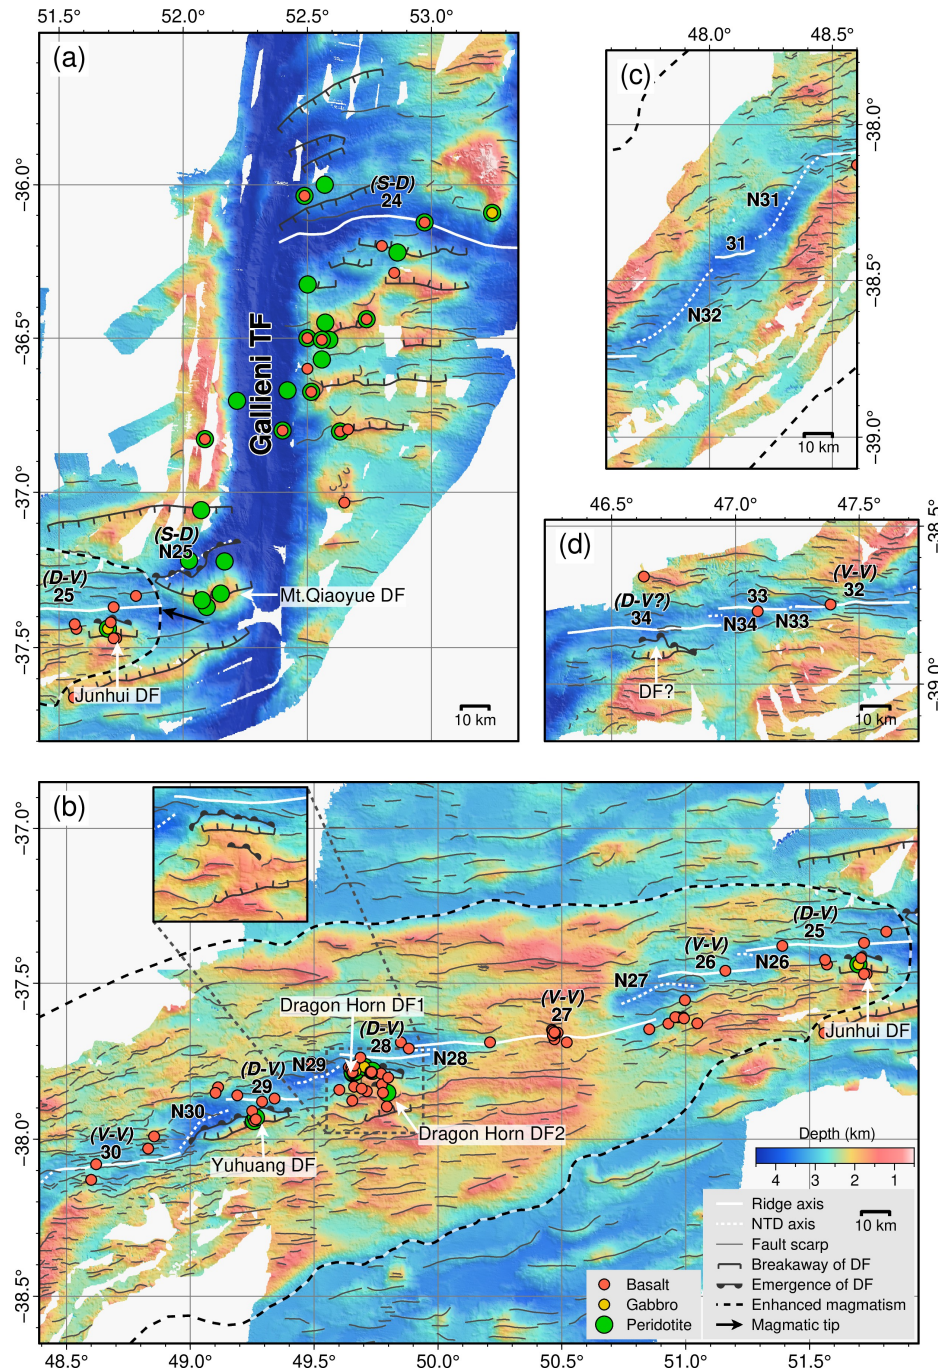 51.5° 52.0° 52.5° 53.0°
(a)
−36.0°
−36.5°
−37.0°
−37.5°
(S-D)
24
Gallieni TF
(S-D)
N25
(D-V)
25
Mt.Qiaoyue DF
Junhui DF
10 km
48.0° 48.5°
(c)
−38.0°
−38.5°
−39.0°
N31
31
N32
10 km
46.5° 47.0° 47.5°
(d)
−38.5°
−39.0°
(V-V)
32
33
(D-V?)
34
N34
N33
DF?
10 km
(b)
−37.0°
−37.5°
−38.0°
−38.5°
(D-V)
25
(V-V)
26
N26
N27
(V-V)
27
Junhui DF
Dragon Horn DF1
(D-V)
28
N28
N29
(D-V)
29
N30
(V-V)
30
Dragon Horn DF2
Yuhuang DF
Depth (km)
4 3 2 1
Ridge axis
10 km
NTD axis
Fault scarp
Breakaway of DF
Emergence of DF
Enhanced magmatism
Magmatic tip
Basalt
Gabbro
Peridotite
48.5° 49.0° 49.5° 50.0° 50.5° 51.0° 51.5°